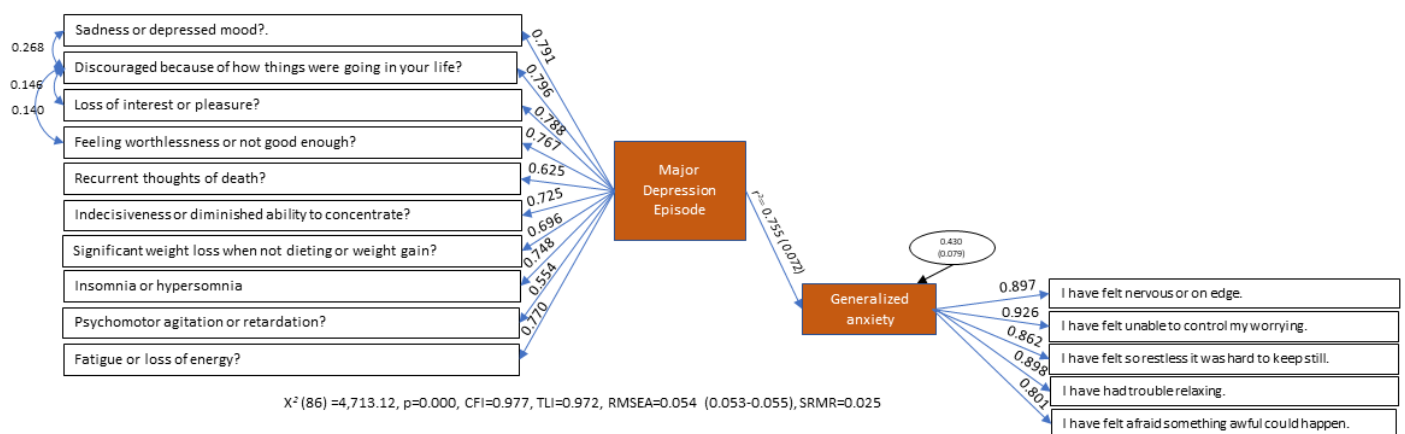 Sadness or depressed mood?.
0.268
Discouraged because of how things were going in your life?
0.146
Loss of interest or pleasure?
0.140
Feeling worthlessness or not good enough?
Recurrent thoughts of death?
Indecisiveness or diminished ability to concentrate?
Significant weight loss when not dieting or weight gain?
Insomnia or hypersomnia
Psychomotor agitation or retardation?
Fatigue or loss of energy?
0.791
0.796
0.788
0.767
0.625
0.725
0.696
0.748
0.554
0.770
Major
Depression
Episode
r²= 0.755 (0.072)
0.430
(0.079)
Generalized
anxiety
0.897
0.926
0.862
0.898
0.801
I have felt nervous or on edge.
I have felt unable to control my worrying.
I have felt so restless it was hard to keep still.
I have had trouble relaxing.
I have felt afraid something awful could happen.
X² (86) =4,713.12, p=0.000, CFI=0.977, TLI=0.972, RMSEA=0.054 (0.053-0.055), SRMR=0.025